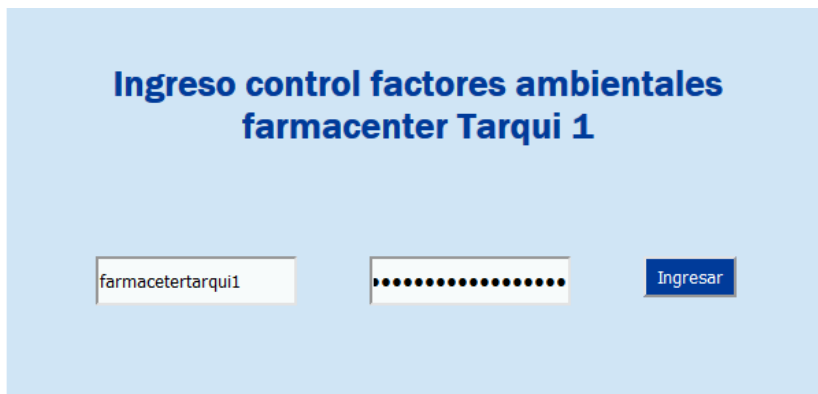 Ingreso control factores ambientales
farmacenter Tarqui 1
farmacetertarqui1
••••••••••••••••••
Ingresar